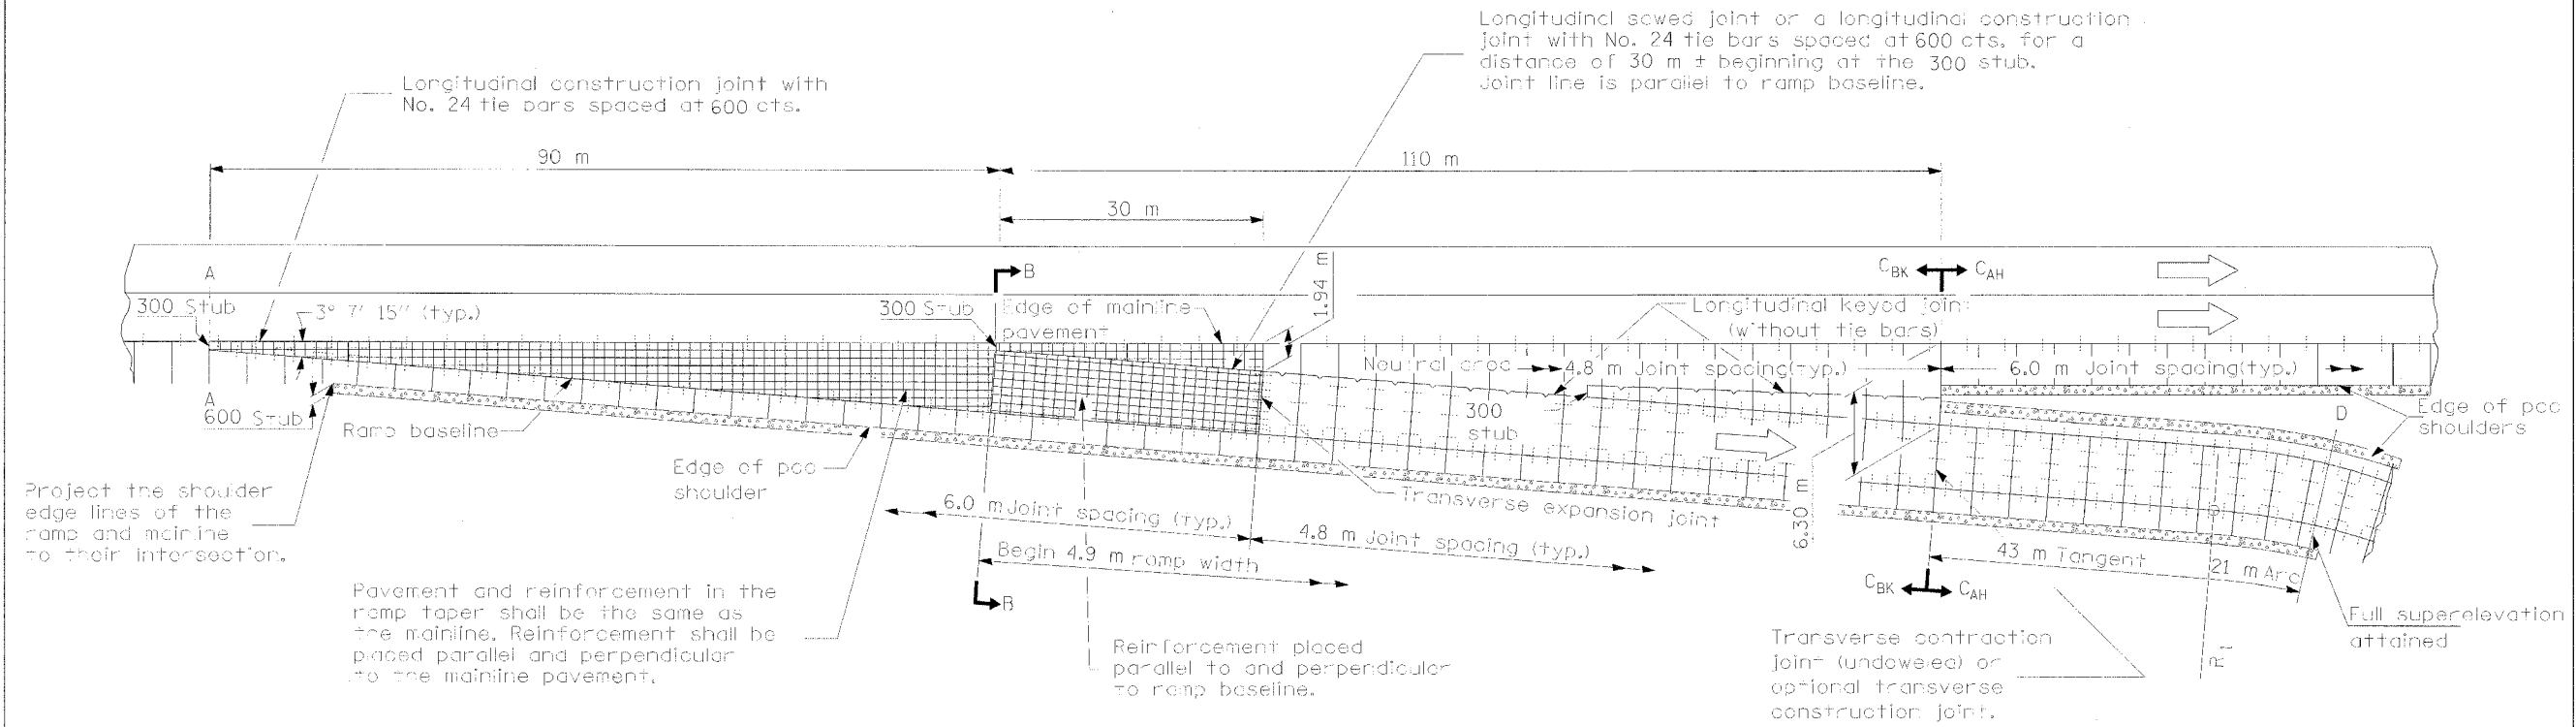 Longitudinal sawed joint or a longitudinal construction
joint with No. 24 tie bars spaced at 600 cts. for a
distance of 30 m ± beginning at the 300 stub.
Joint line is parallel to ramp baseline.
Longitudinal construction joint with
No. 24 tie bars spaced at 600 cts.
90 m
110 m
30 m
A
B
1.94 m
C BK
C AH
300 Stub
3° 7' 15" (typ.)
300 Stub
Edge of mainline
pavement
Longitudinal keyed joint
(without tie bars)
Neutral area
4.8 m Joint spacing(typ.)
6.0 m Joint spacing(typ.)
A
600 Stub
Ramp baseline
300
stub
D
Edge of pcc
shoulders
Edge of pcc
shoulder
Project the shoulder
edge lines of the
ramp and mainline
to their intersection.
Transverse expansion joint
6.30 m
6.0 m Joint spacing (typ.)
4.8 m Joint spacing (typ.)
Begin 4.9 m ramp width
43 m Tangent
21 m Arc
B
C BK
C AH
Pavement and reinforcement in the
ramp taper shall be the same as
the mainline. Reinforcement shall be
placed parallel and perpendicular
to the mainline pavement.
Reinforcement placed
parallel to and perpendicular
to ramp baseline.
Transverse contraction
joint (undoweled) or
optional transverse
construction joint.
R1
Full superelevation
attained